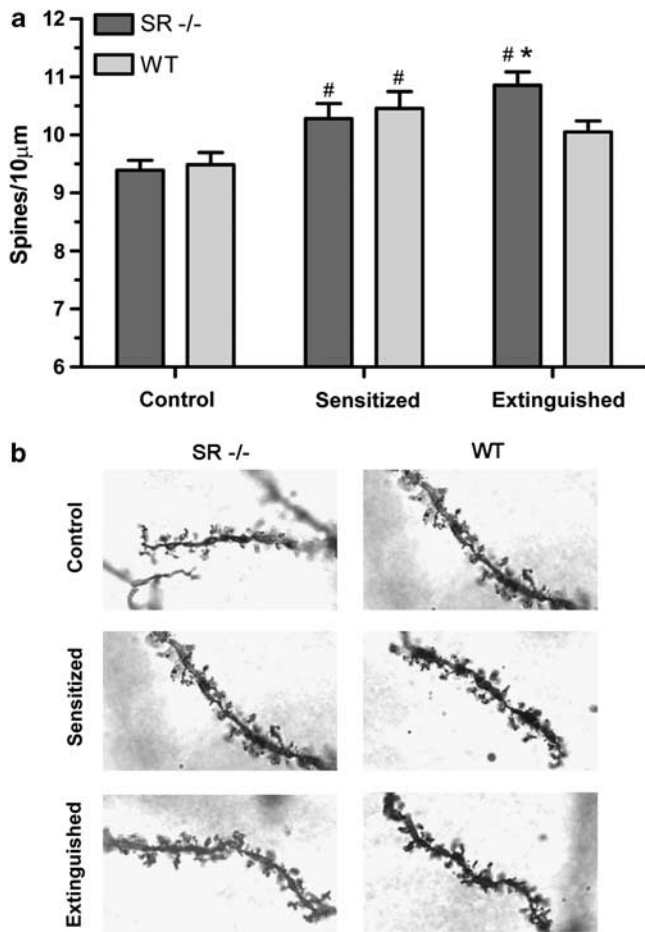 a
12
11
10
9
8
7
6
Spines/10μm
SR -/-
WT
#
#
# *
Control
Sensitized
Extinguished
b
SR -/-
WT
Control
Sensitized
Extinguished